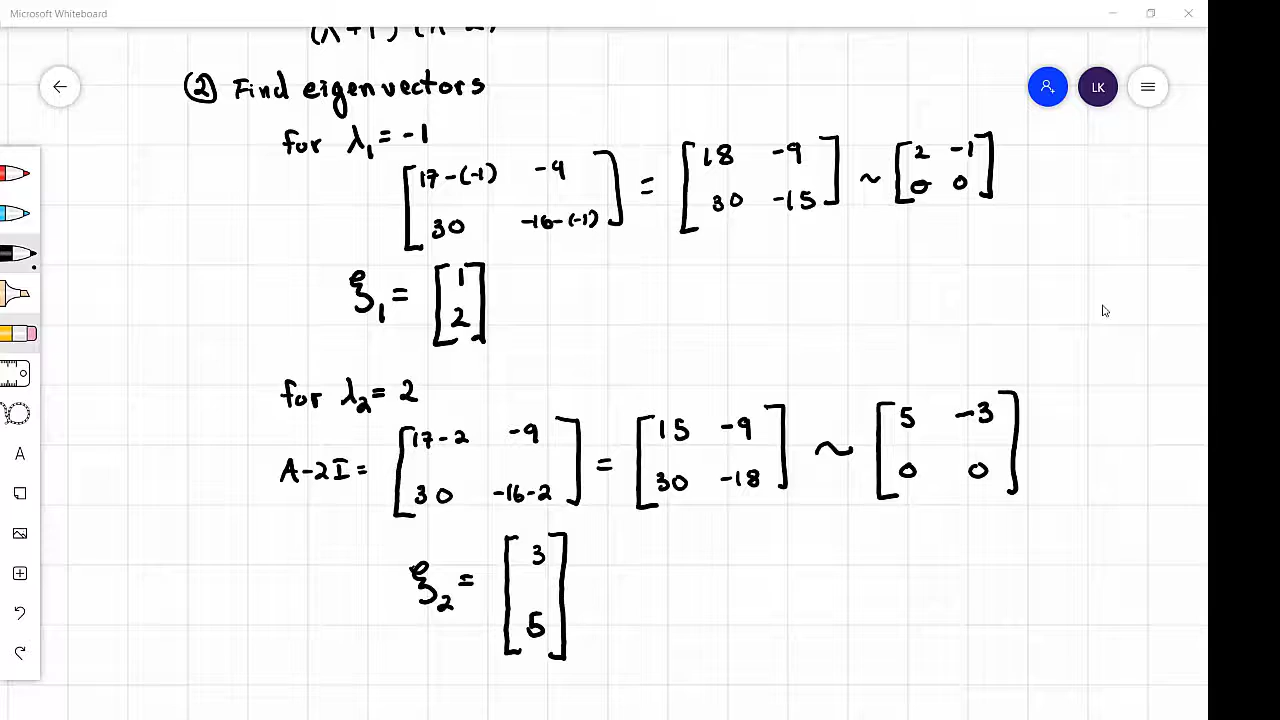 Microsoft Whiteboard
(λ+1) (λ-2)
(2) Find eigenvectors
LK
for λ₁ = -1
[17-(-1) -9; 30 -16-(-1)] = [18 -9; 30 -15] ~ [2 -1; 0 0]
ξ₁ = [1; 2]
for λ₂ = 2
A-2I = [17-2 -9; 30 -16-2] = [15 -9; 30 -18] ~ [5 -3; 0 0]
A
ξ₂ = [3; 5]